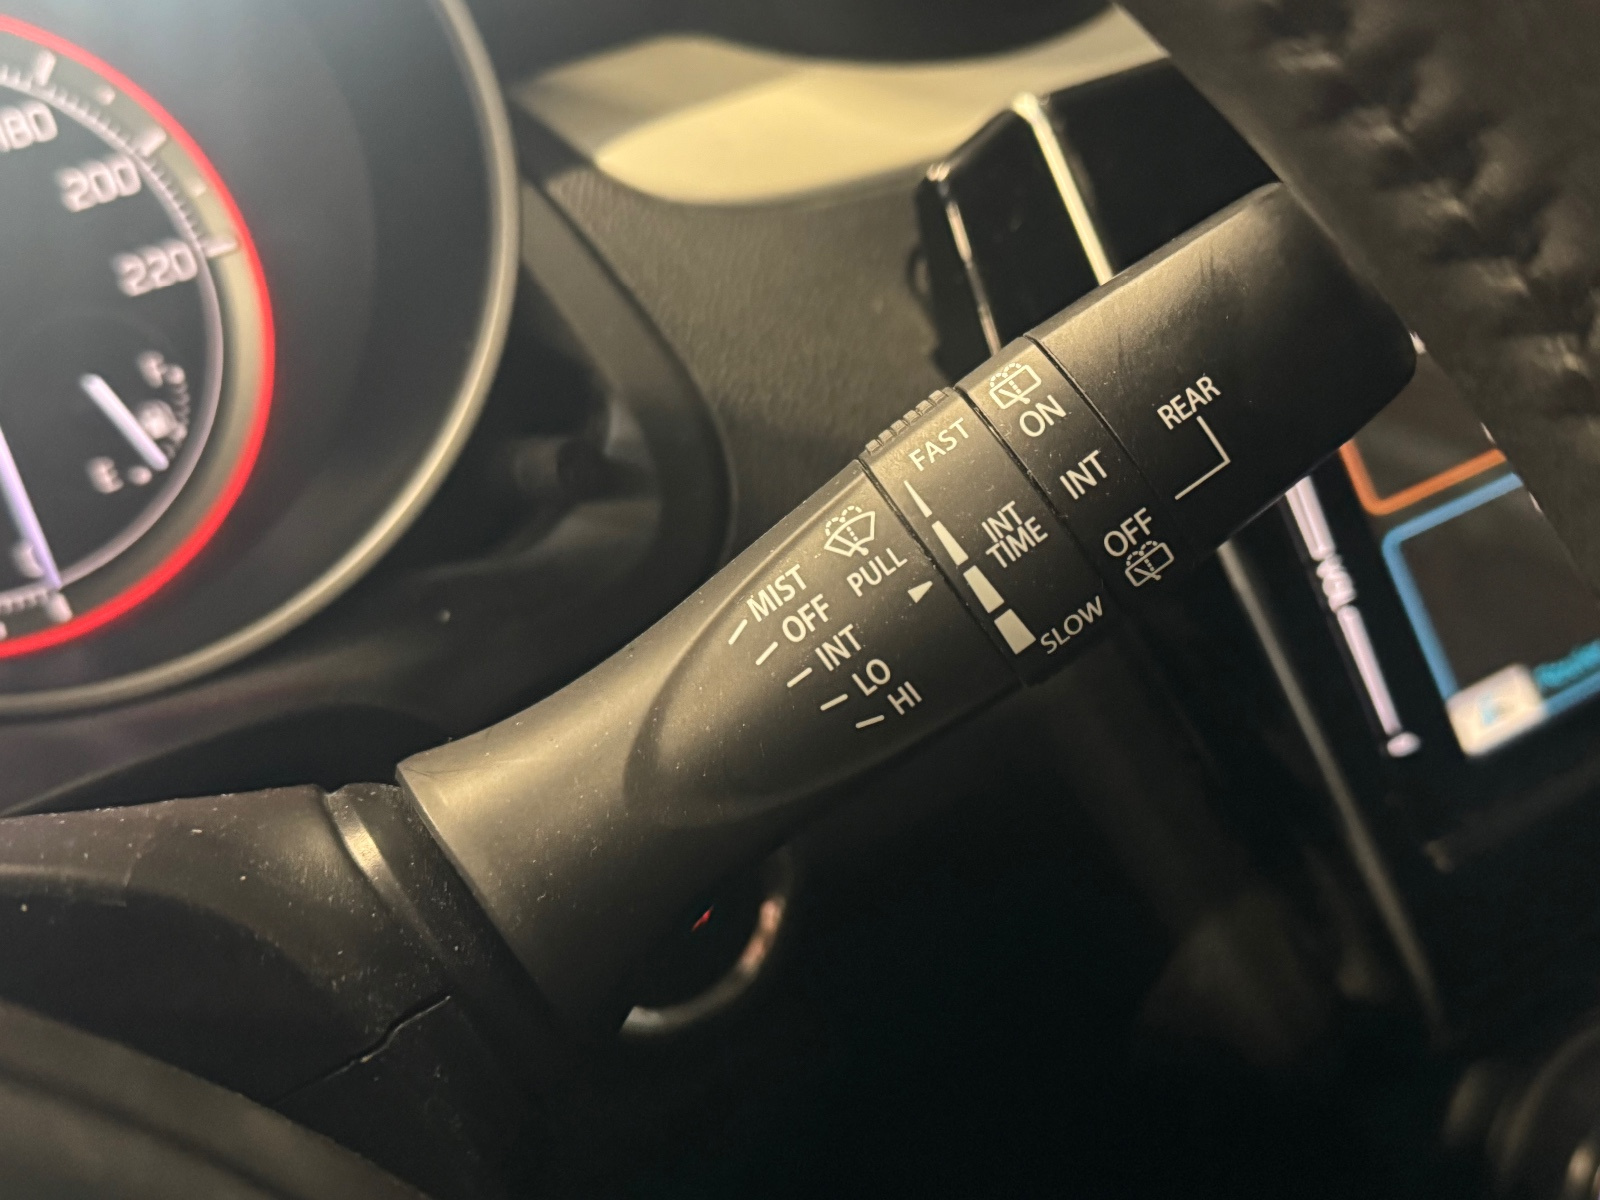 180
200
220
F
E
MIST
OFF
INT
LO
HI
PULL
FAST
INT
TIME
SLOW
ON
INT
OFF
REAR